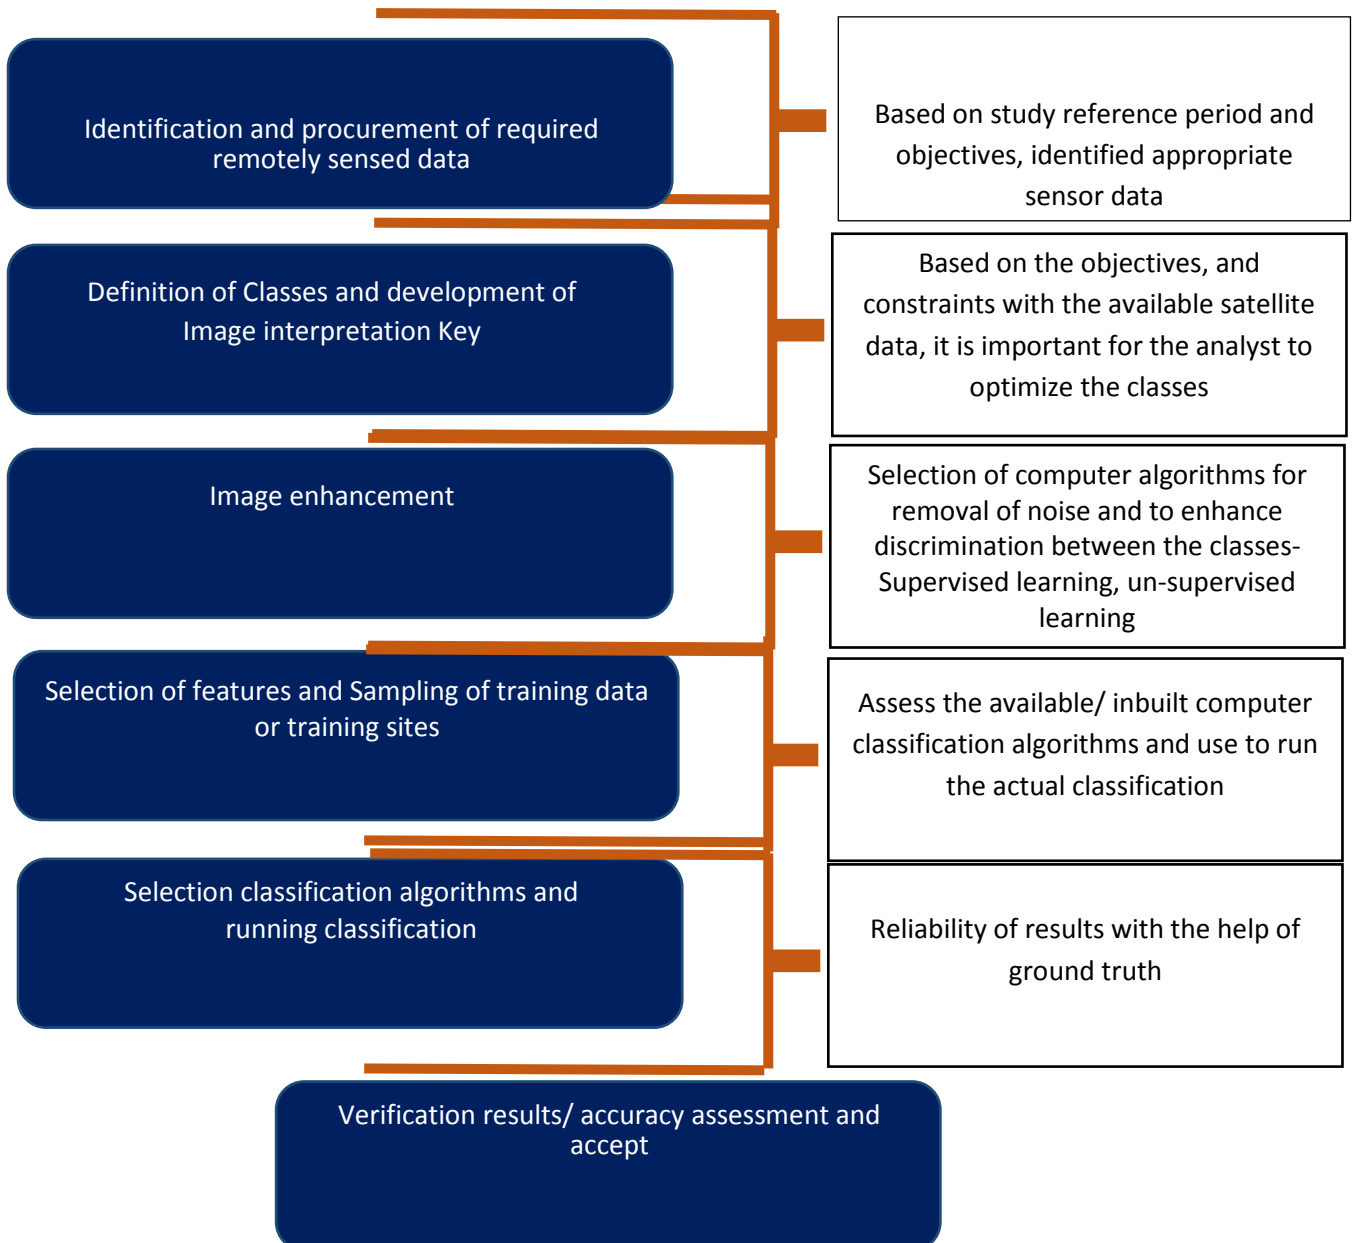 Identification and procurement of required
remotely sensed data
Based on study reference period and
objectives, identified appropriate
sensor data
Definition of Classes and development of
Image interpretation Key
Based on the objectives, and
constraints with the available satellite
data, it is important for the analyst to
optimize the classes
Image enhancement
Selection of computer algorithms for
removal of noise and to enhance
discrimination between the classes-
Supervised learning, un-supervised
learning
Selection of features and Sampling of training data
or training sites
Assess the available/ inbuilt computer
classification algorithms and use to run
the actual classification
Selection classification algorithms and
running classification
Reliability of results with the help of
ground truth
Verification results/ accuracy assessment and
accept